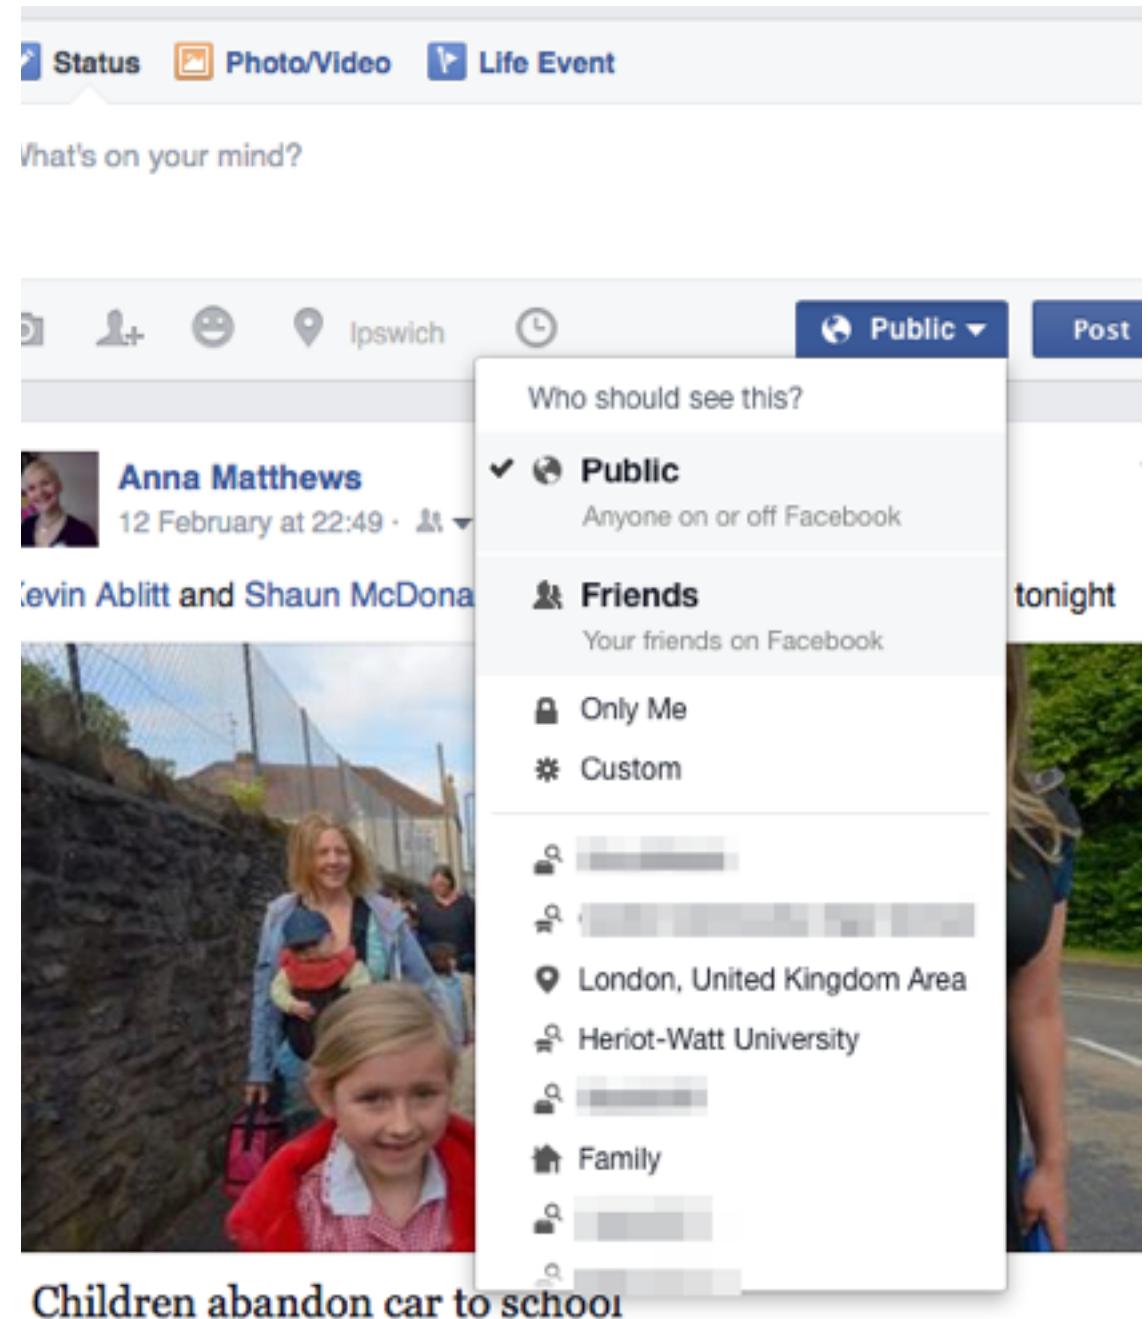 Status Photo/Video Life Event
What's on your mind?
Ipswich Public Post
Who should see this?
Public
Anyone on or off Facebook
Anna Matthews
12 February at 22:49 ·
Kevin Ablitt and Shaun McDona tonight
Friends
Your friends on Facebook
Only Me
Custom
London, United Kingdom Area
Heriot-Watt University
Family
Children abandon car to school